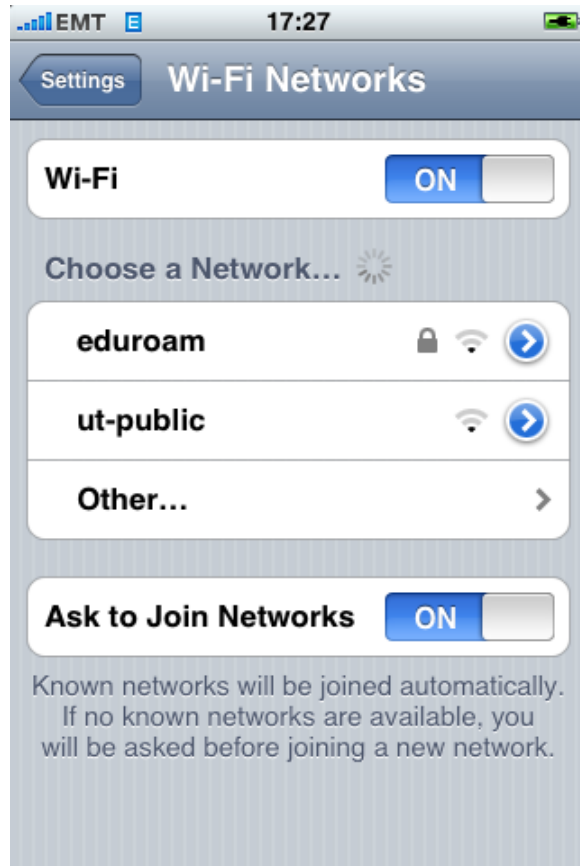 EMT E 17:27
Settings Wi-Fi Networks
Wi-Fi ON
Choose a Network...
eduroam
ut-public
Other...
Ask to Join Networks ON
Known networks will be joined automatically.
If no known networks are available, you
will be asked before joining a new network.